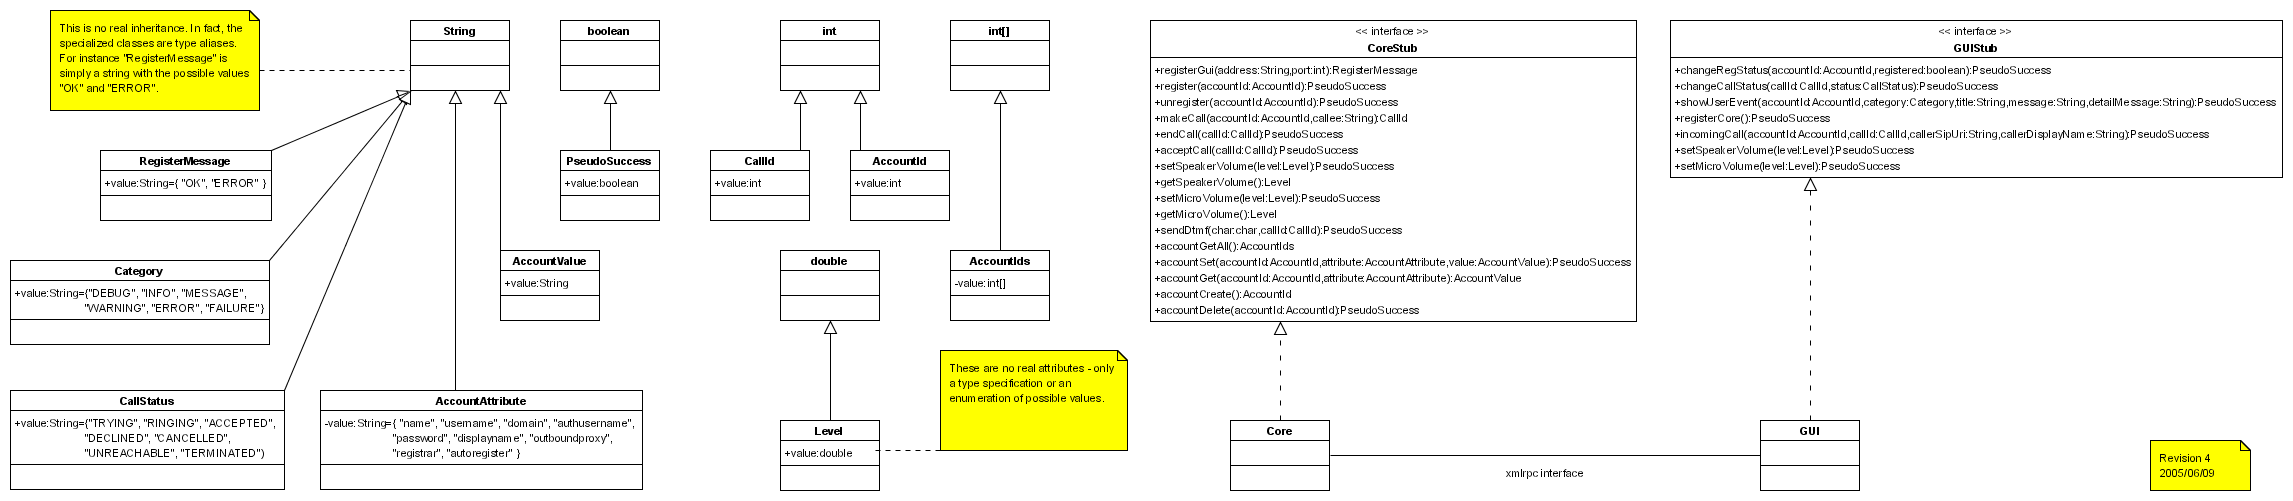 This is no real inheritance. In fact, the
specialized classes are type aliases.
For instance "RegisterMessage" is
simply a string with the possible values
"OK" and "ERROR".
String
boolean
int
int[]
<< interface >>
CoreStub
+registerGui(address:String,port:int):RegisterMessage
+register(accountId:AccountId):PseudoSuccess
+unregister(accountId:AccountId):PseudoSuccess
+makeCall(accountId:AccountId,callee:String):CallId
+endCall(callId:CallId):PseudoSuccess
+acceptCall(callId:CallId):PseudoSuccess
+setSpeakerVolume(level:Level):PseudoSuccess
+getSpeakerVolume():Level
+setMicroVolume(level:Level):PseudoSuccess
+getMicroVolume():Level
+sendDtmf(char:char,callId:CallId):PseudoSuccess
+accountGetAll():AccountIds
+accountSet(accountId:AccountId,attribute:AccountAttribute,value:AccountValue):PseudoSuccess
+accountGet(accountId:AccountId,attribute:AccountAttribute):AccountValue
+accountCreate():AccountId
+accountDelete(accountId:AccountId):PseudoSuccess
<< interface >>
GUIStub
+changeRegStatus(accountId:AccountId,registered:boolean):PseudoSuccess
+changeCallStatus(callId:CallId,status:CallStatus):PseudoSuccess
+showUserEvent(accountId:AccountId,category:Category,title:String,message:String,detailMessage:String):PseudoSuccess
+registerCore():PseudoSuccess
+incomingCall(accountId:AccountId,callId:CallId,callerSipUri:String,callerDisplayName:String):PseudoSuccess
+setSpeakerVolume(level:Level):PseudoSuccess
+setMicroVolume(level:Level):PseudoSuccess
RegisterMessage
+value:String={ "OK", "ERROR" }
PseudoSuccess
+value:boolean
CallId
+value:int
AccountId
+value:int
Category
+value:String={"DEBUG", "INFO", "MESSAGE",
"WARNING", "ERROR", "FAILURE"}
AccountValue
+value:String
double
AccountIds
-value:int[]
CallStatus
+value:String={"TRYING", "RINGING", "ACCEPTED",
"DECLINED", "CANCELLED",
"UNREACHABLE", "TERMINATED")
AccountAttribute
-value:String={ "name", "username", "domain", "authusername",
"password", "displayname", "outboundproxy",
"registrar", "autoregister" }
Level
+value:double
These are no real attributes - only
a type specification or an
enumeration of possible values.
Core
xmlrpc interface
GUI
Revision 4
2005/06/09